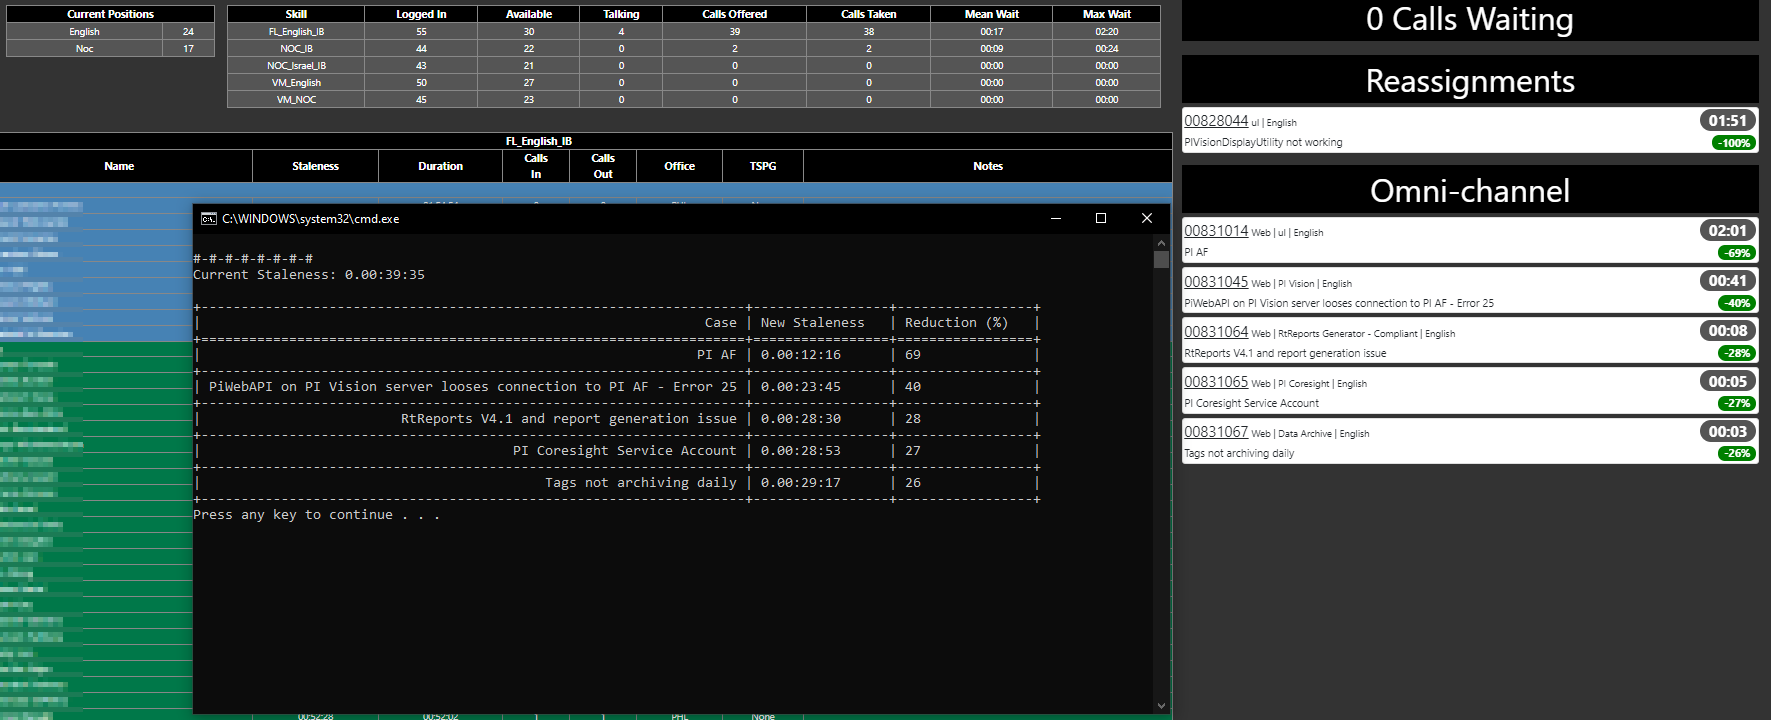 Current Positions
English 24
Noc 17
Skill Logged In Available Talking Calls Offered Calls Taken Mean Wait Max Wait
FL_English_IB 55 30 4 39 38 00:17 02:20
NOC_IB 44 22 0 2 2 00:09 00:24
NOC_Israel_IB 43 21 0 0 0 00:00 00:00
VM_English 50 27 0 0 0 00:00 00:00
VM_NOC 45 23 0 0 0 00:00 00:00
FL_English_IB
Name Staleness Duration Calls In Calls Out Office TSPG Notes
C:\WINDOWS\system32\cmd.exe
#-#-#-#-#-#-#-#
Current Staleness: 0.00:39:35
Case | New Staleness | Reduction (%)
PI AF | 0.00:12:16 | 69
PiWebAPI on PI Vision server looses connection to PI AF - Error 25 | 0.00:23:45 | 40
RtReports V4.1 and report generation issue | 0.00:28:30 | 28
PI Coresight Service Account | 0.00:28:53 | 27
Tags not archiving daily | 0.00:29:17 | 26
Press any key to continue . . .
00:52:28 00:52:02 1 1 PHL None
0 Calls Waiting
Reassignments
00828044 ul | English 01:51
PIVisionDisplayUtility not working -100%
Omni-channel
00831014 Web | ul | English 02:01
PI AF -69%
00831045 Web | PI Vision | English 00:41
PiWebAPI on PI Vision server looses connection to PI AF - Error 25 -40%
00831064 Web | RtReports Generator - Compliant | English 00:08
RtReports V4.1 and report generation issue -28%
00831065 Web | PI Coresight | English 00:05
PI Coresight Service Account -27%
00831067 Web | Data Archive | English 00:03
Tags not archiving daily -26%